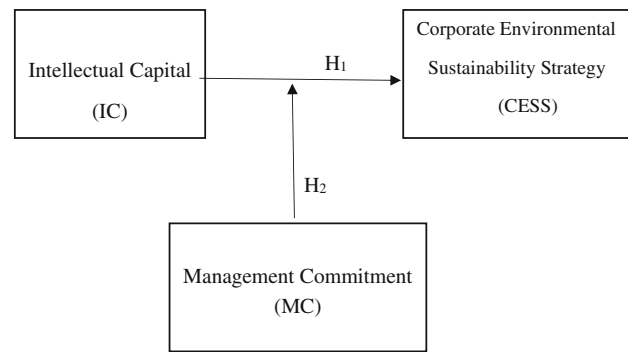 Intellectual Capital
(IC)
H₁
Corporate Environmental
Sustainability Strategy
(CESS)
H₂
Management Commitment
(MC)